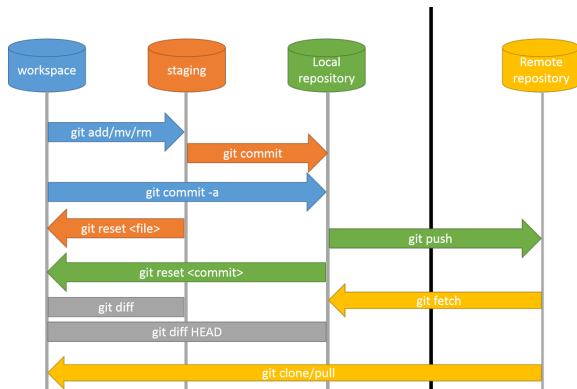 workspace
staging
Local
repository
Remote
repository
git add/mv/rm
git commit
git commit -a
git reset <file>
git push
git reset <commit>
git diff
git fetch
git diff HEAD
git clone/pull